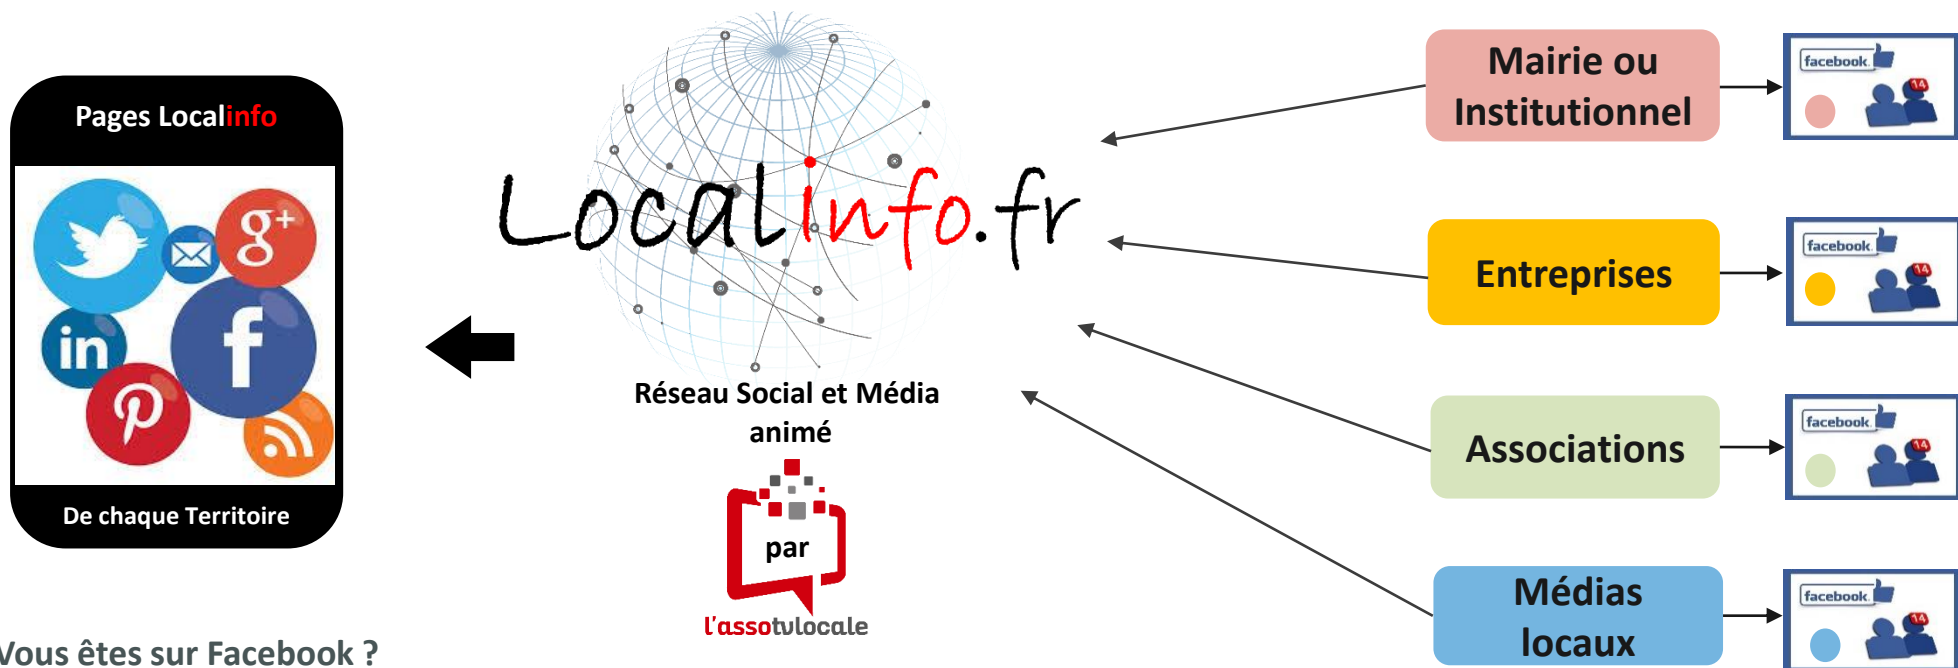 Pages Localinfo
g+
in
f
De chaque Territoire
Vous êtes sur Facebook ?
Localinfo.fr
Réseau Social et Média
animé
par
l'assotvlocale
Mairie ou
Institutionnel
facebook.
14
Entreprises
facebook.
14
Associations
facebook.
14
Médias
locaux
facebook.
14